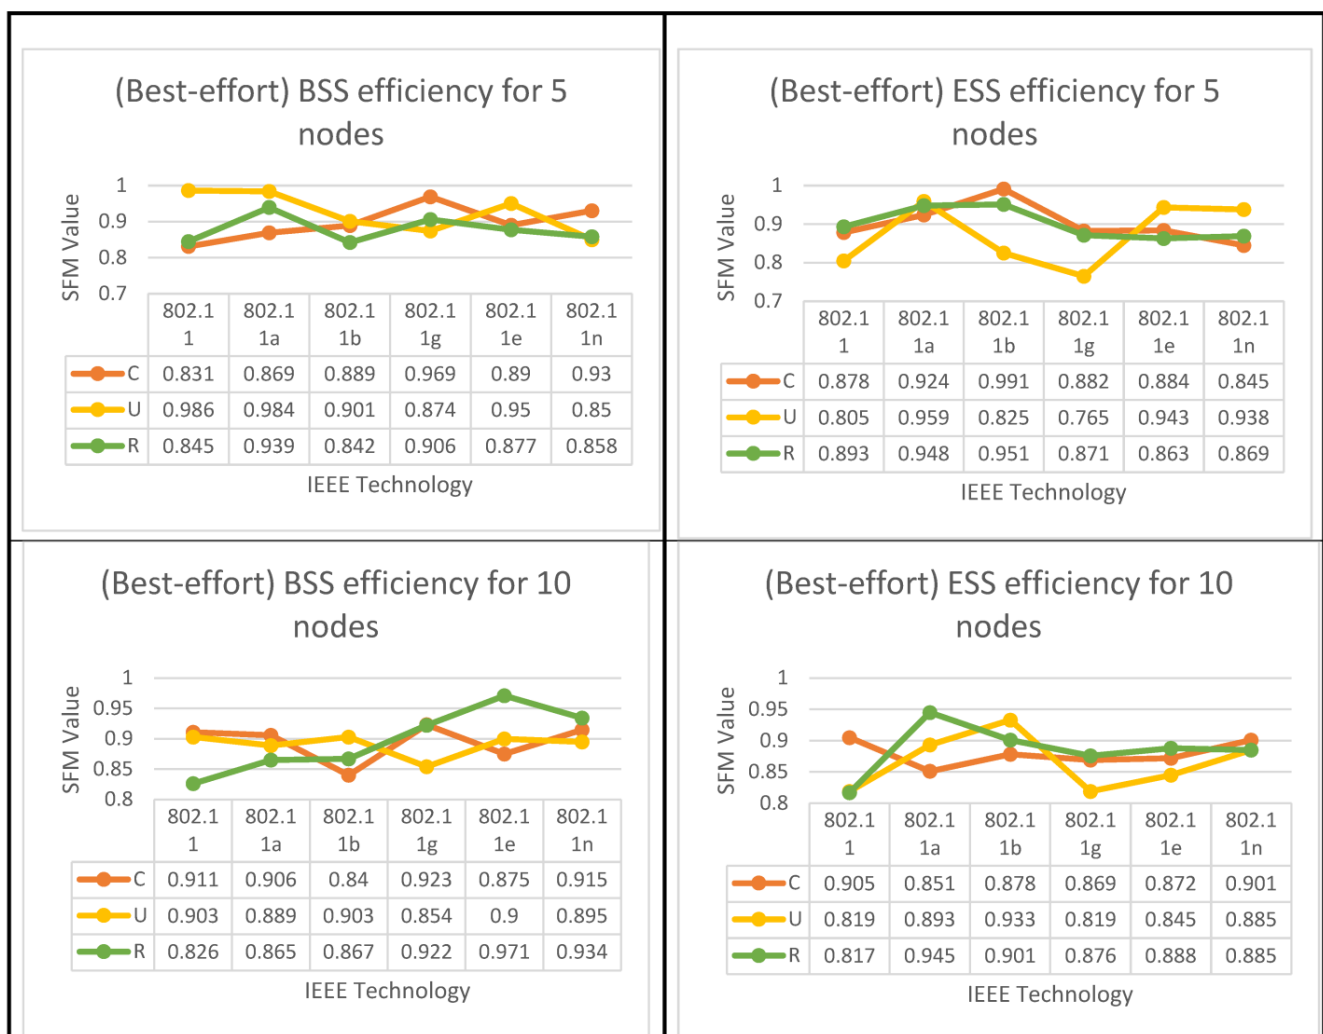 (Best-effort) BSS efficiency for 5
nodes
SFM Value
1
0.9
0.8
0.7
802.1 802.1 802.1 802.1 802.1 802.1
1 1a 1b 1g 1e 1n
C 0.831 0.869 0.889 0.969 0.89 0.93
U 0.986 0.984 0.901 0.874 0.95 0.85
R 0.845 0.939 0.842 0.906 0.877 0.858
IEEE Technology
(Best-effort) ESS efficiency for 5
nodes
SFM Value
1
0.9
0.8
0.7
802.1 802.1 802.1 802.1 802.1 802.1
1 1a 1b 1g 1e 1n
C 0.878 0.924 0.991 0.882 0.884 0.845
U 0.805 0.959 0.825 0.765 0.943 0.938
R 0.893 0.948 0.951 0.871 0.863 0.869
IEEE Technology
(Best-effort) BSS efficiency for 10
nodes
SFM Value
1
0.95
0.9
0.85
0.8
802.1 802.1 802.1 802.1 802.1 802.1
1 1a 1b 1g 1e 1n
C 0.911 0.906 0.84 0.923 0.875 0.915
U 0.903 0.889 0.903 0.854 0.9 0.895
R 0.826 0.865 0.867 0.922 0.971 0.934
IEEE Technology
(Best-effort) ESS efficiency for 10
nodes
SFM Value
1
0.95
0.9
0.85
0.8
802.1 802.1 802.1 802.1 802.1 802.1
1 1a 1b 1g 1e 1n
C 0.905 0.851 0.878 0.869 0.872 0.901
U 0.819 0.893 0.933 0.819 0.845 0.885
R 0.817 0.945 0.901 0.876 0.888 0.885
IEEE Technology